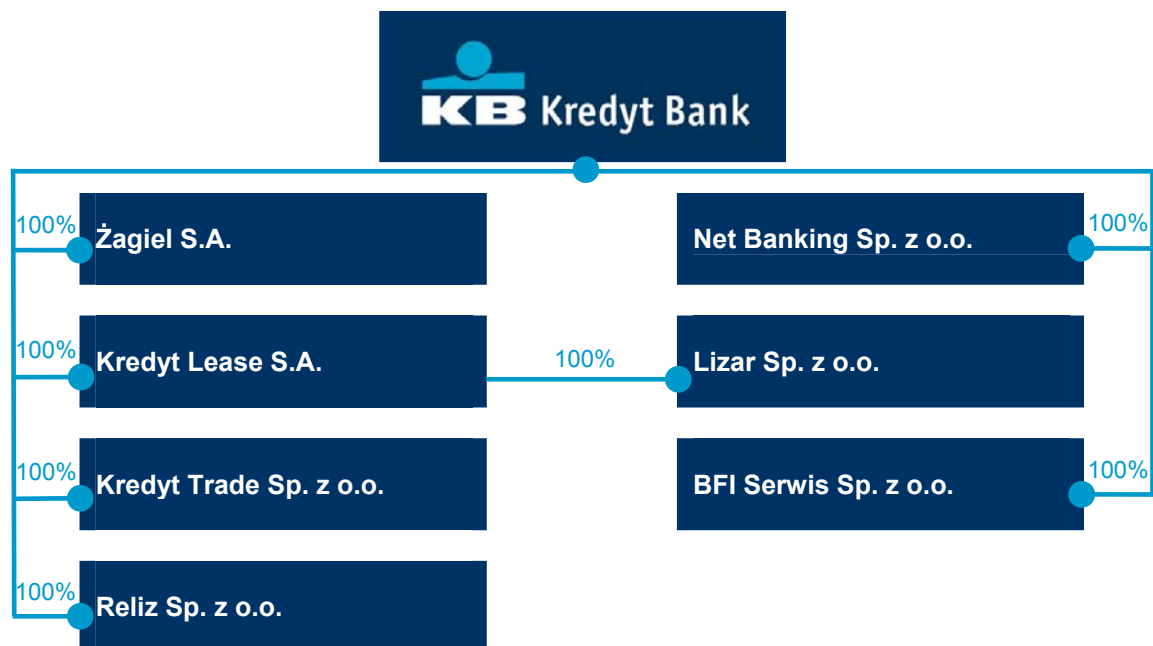 KB Kredyt Bank
100%
Żagiel S.A.
Net Banking Sp. z o.o.
100%
100%
Kredyt Lease S.A.
100%
Lizar Sp. z o.o.
100%
Kredyt Trade Sp. z o.o.
BFI Serwis Sp. z o.o.
100%
100%
Reliz Sp. z o.o.